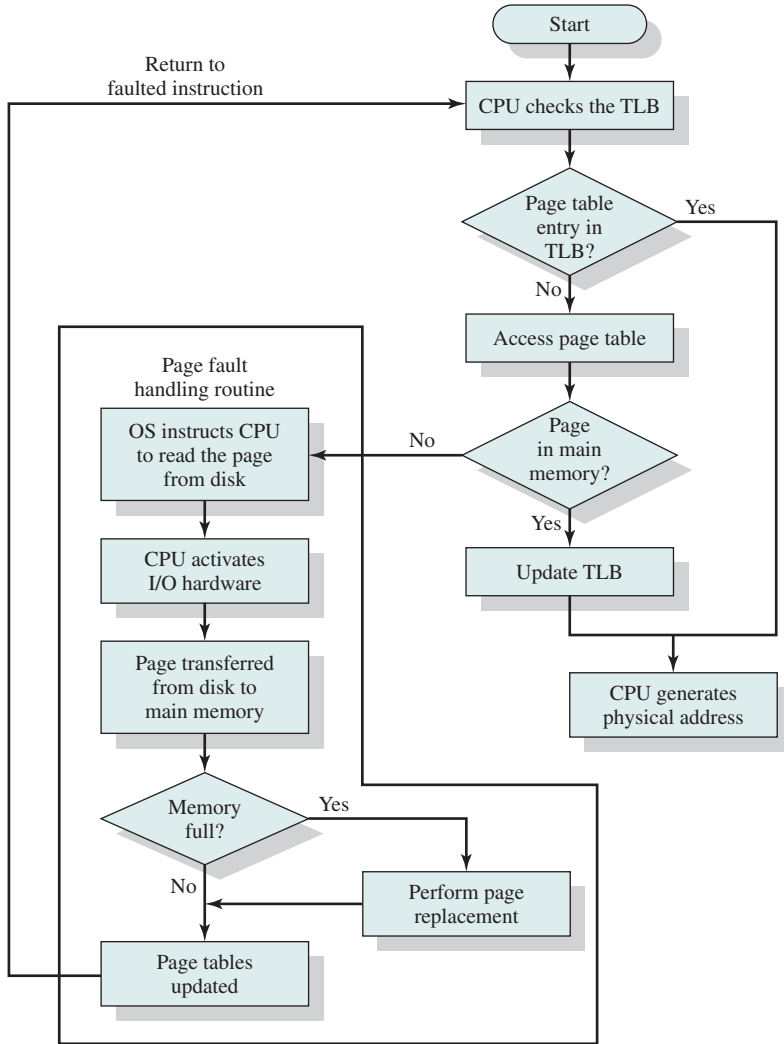 Start
Return to
faulted instruction
CPU checks the TLB
Page table
entry in
TLB?
Yes
No
Access page table
Page fault
handling routine
OS instructs CPU
to read the page
from disk
No
Page
in main
memory?
Yes
CPU activates
I/O hardware
Update TLB
Page transferred
from disk to
main memory
CPU generates
physical address
Memory
full?
Yes
No
Perform page
replacement
Page tables
updated